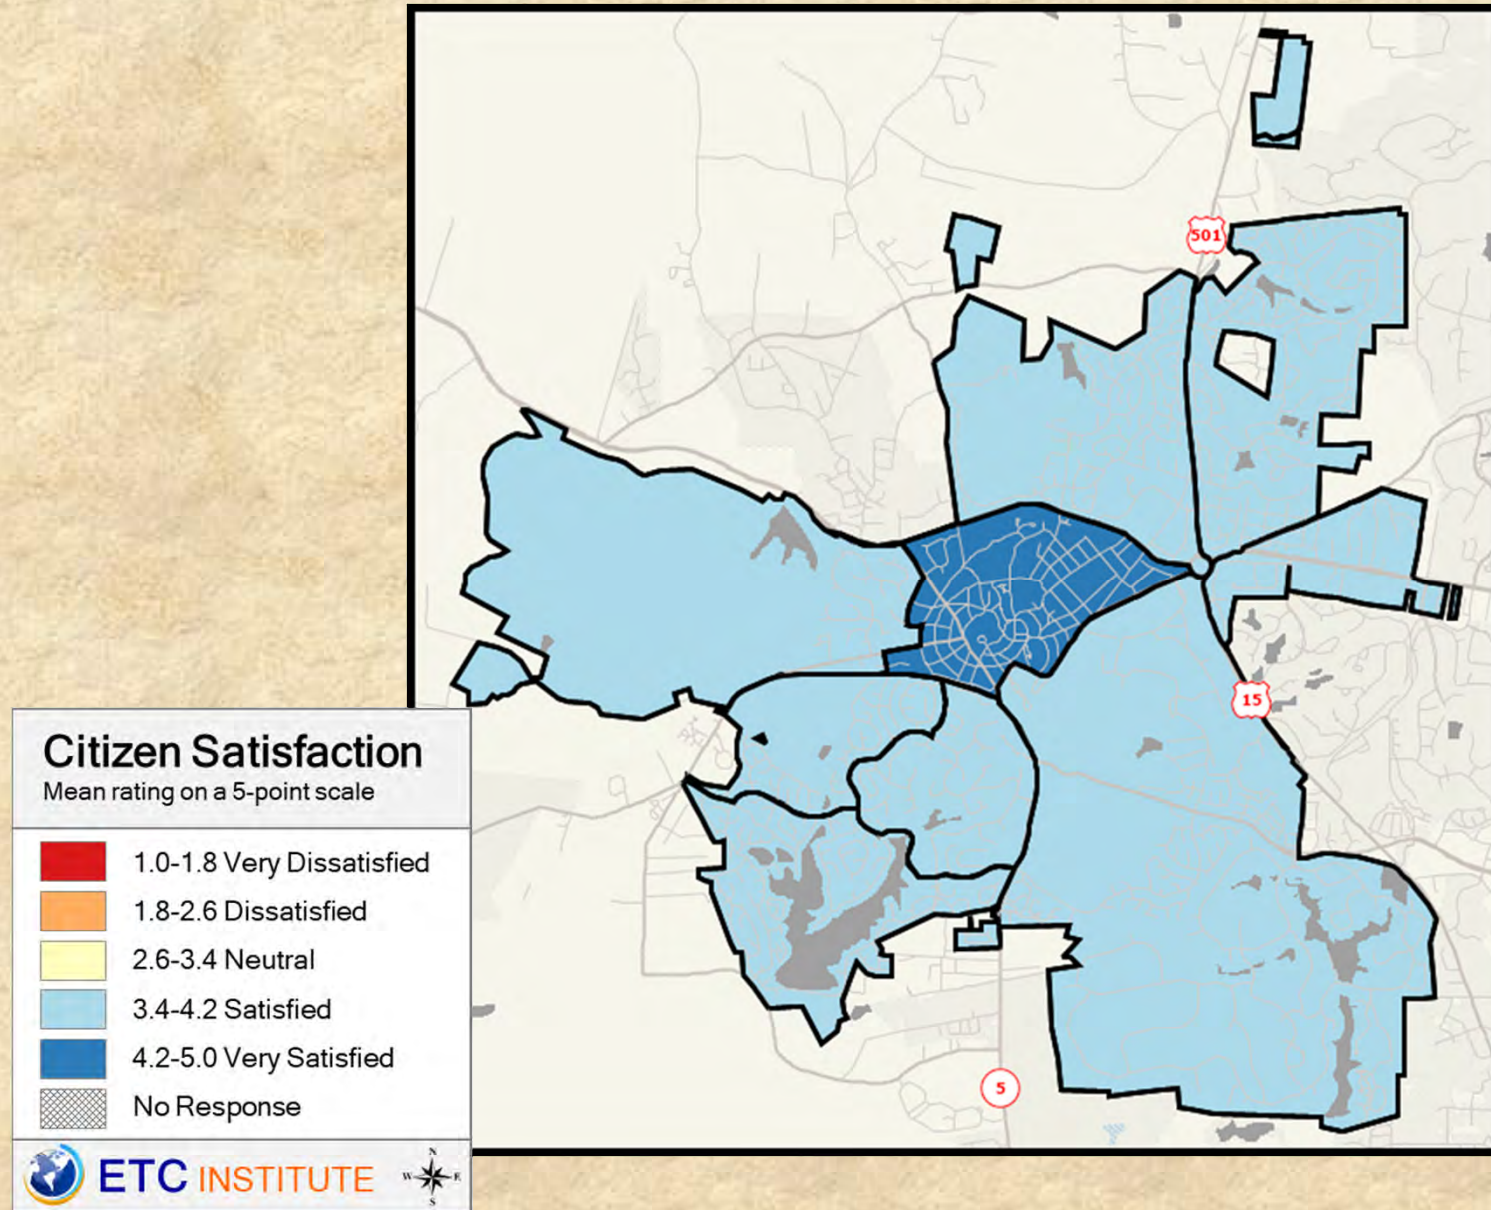 501
15
5
Citizen Satisfaction
Mean rating on a 5-point scale
1.0-1.8 Very Dissatisfied
1.8-2.6 Dissatisfied
2.6-3.4 Neutral
3.4-4.2 Satisfied
4.2-5.0 Very Satisfied
No Response
ETC INSTITUTE
N
W E
S